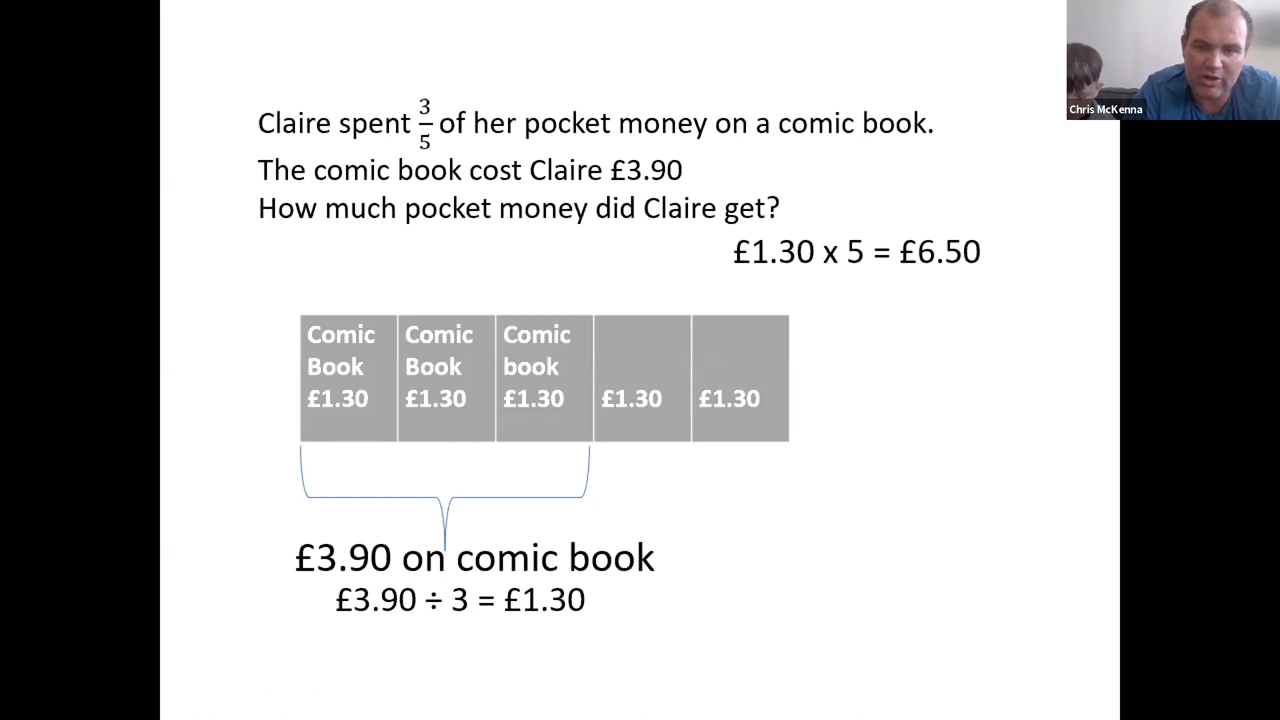 Claire spent 3/5 of her pocket money on a comic book.
The comic book cost Claire £3.90
How much pocket money did Claire get?
£1.30 x 5 = £6.50
Comic Book £1.30
Comic Book £1.30
Comic book £1.30
£1.30
£1.30
£3.90 on comic book
£3.90 ÷ 3 = £1.30
Chris McKenna